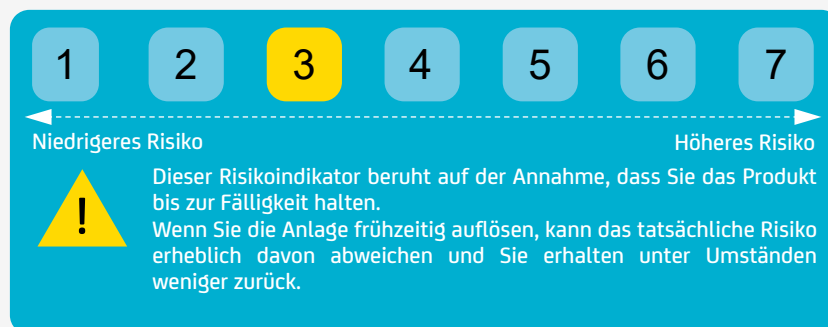 1 2 3 4 5 6 7
Niedrigeres Risiko Höheres Risiko
!
Dieser Risikoindikator beruht auf der Annahme, dass Sie das Produkt
bis zur Fälligkeit halten.
Wenn Sie die Anlage frühzeitig auflösen, kann das tatsächliche Risiko
erheblich davon abweichen und Sie erhalten unter Umständen
weniger zurück.